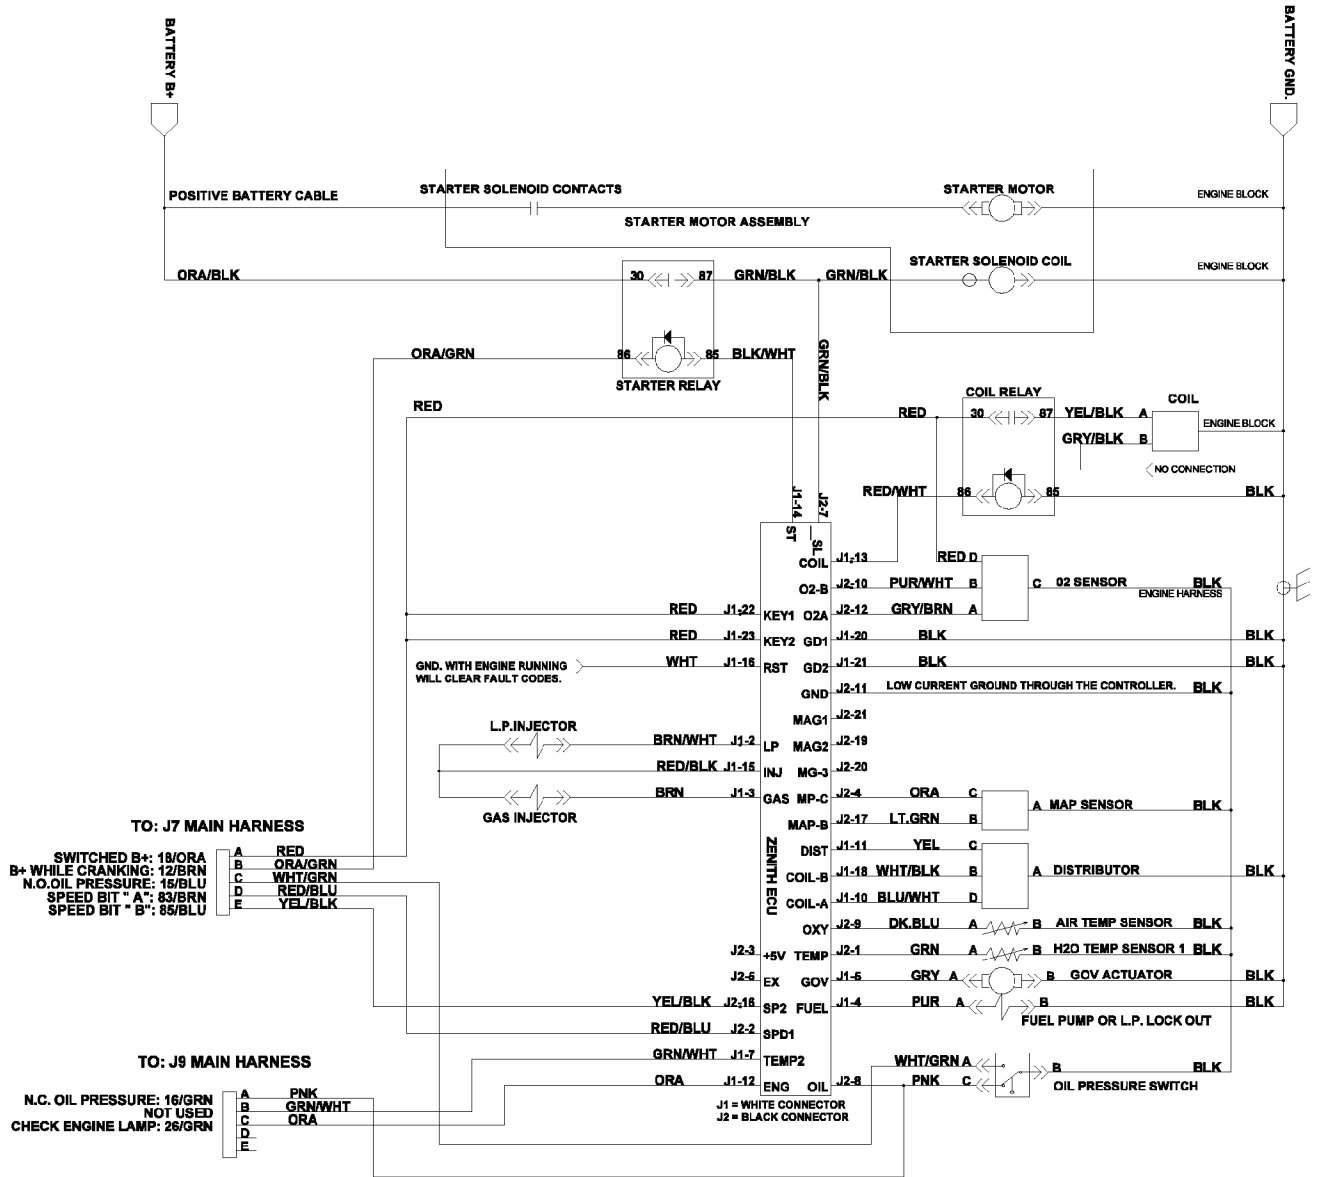 BATTERY B+
BATTERY GND.
POSITIVE BATTERY CABLE
STARTER SOLENOID CONTACTS
STARTER MOTOR
ENGINE BLOCK
STARTER MOTOR ASSEMBLY
ORA/BLK
30
87
GRN/BLK
GRN/BLK
STARTER SOLENOID COIL
ENGINE BLOCK
GRN/BLK
ORA/GRN
86
85
BLK/WHT
STARTER RELAY
RED
RED
COIL RELAY
30
87
YEL/BLK
A
COIL
GRY/BLK
B
ENGINE BLOCK
NO CONNECTION
RED/WHT
86
85
BLK
J1-14
J2-7
ST
SL
COIL
J1-13
RED D
O2-B
J2-10
PUR/WHT
B
C
02 SENSOR
BLK
ENGINE HARNESS
RED
J1-22
KEY1
O2A
J2-12
GRY/BRN
A
RED
J1-23
KEY2
GD1
J1-20
BLK
BLK
GND. WITH ENGINE RUNNING
WILL CLEAR FAULT CODES.
WHT
J1-16
RST
GD2
J1-21
BLK
BLK
GND
J2-11
LOW CURRENT GROUND THROUGH THE CONTROLLER.
BLK
MAG1
J2-21
L.P.INJECTOR
BRN/WHT
J1-2
LP
MAG2
J2-19
RED/BLK
J1-15
INJ
MG-3
J2-20
BRN
J1-3
GAS
MP-C
J2-4
ORA
C
A
MAP SENSOR
BLK
GAS INJECTOR
MAP-B
J2-17
LT.GRN
B
ZENITH ECU
DIST
J1-11
YEL
C
COIL-B
J1-18
WHT/BLK
B
A
DISTRIBUTOR
BLK
COIL-A
J1-10
BLU/WHT
D
TO: J7 MAIN HARNESS
SWITCHED B+: 18/ORA
A
RED
B+ WHILE CRANKING: 12/BRN
B
ORA/GRN
N.O.OIL PRESSURE: 15/BLU
C
WHT/GRN
SPEED BIT " A": 83/BRN
D
RED/BLU
SPEED BIT " B": 85/BLU
E
YEL/BLK
OXY
J2-9
DK.BLU
A
B
AIR TEMP SENSOR
BLK
J2-3
+5V
TEMP
J2-1
GRN
A
B
H2O TEMP SENSOR 1
BLK
J2-5
EX
GOV
J1-5
GRY
A
B
GOV ACTUATOR
BLK
YEL/BLK
J2-16
SP2
FUEL
J1-4
PUR
A
B
BLK
FUEL PUMP OR L.P. LOCK OUT
RED/BLU
J2-2
SPD1
GRN/WHT
J1-7
TEMP2
WHT/GRN
A
B
BLK
ORA
J1-12
ENG
OIL
J2-8
PNK
C
OIL PRESSURE SWITCH
J1 = WHITE CONNECTOR
J2 = BLACK CONNECTOR
TO: J9 MAIN HARNESS
N.C. OIL PRESSURE: 16/GRN
A
PNK
NOT USED
B
GRN/WHT
CHECK ENGINE LAMP: 26/GRN
C
ORA
D
E